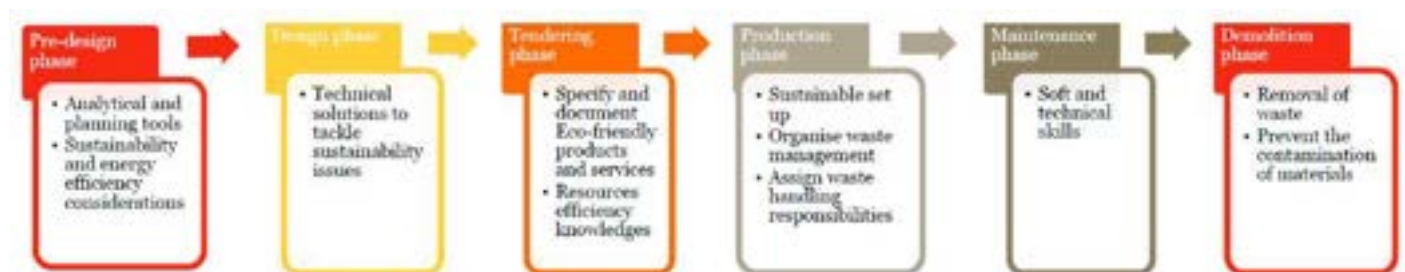 Pre-design
phase
• Analytical and
planning tools
• Sustainability
and energy
efficiency
considerations
Design phase
• Technical
solutions to
tackle
sustainability
issues
Tendering
phase
• Specify and
document
Eco-friendly
products
and services
• Resources
efficiency
knowledges
Production
phase
• Sustainable set
up
• Organise waste
management
• Assign waste
handling
responsibilities
Maintenance
phase
• Soft and
technical
skills
Demolition
phase
• Removal of
waste
• Prevent the
contamination
of materials